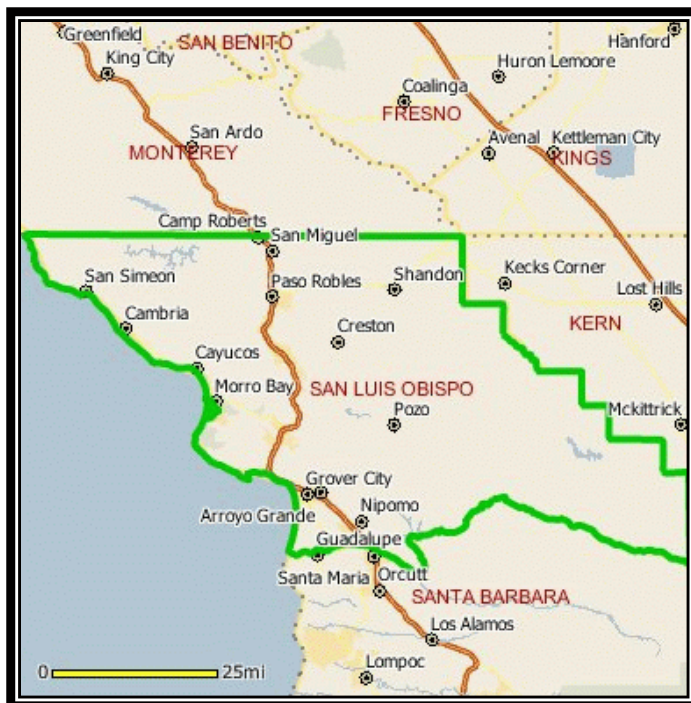 Greenfield
SAN BENITO
Hanford
King City
Huron Lemoore
Coalinga
FRESNO
San Ardo
Avenal
Kettleman City
MONTEREY
KINGS
Camp Roberts
San Miguel
San Simeon
Paso Robles
Shandon
Kecks Corner
Lost Hills
Cambria
Creston
KERN
Cayucos
Morro Bay
SAN LUIS OBISPO
Pozo
Mckittrick
Grover City
Arroyo Grande
Nipomo
Guadalupe
Santa Maria
Orcutt
SANTA BARBARA
Los Alamos
0
25mi
Lompoc